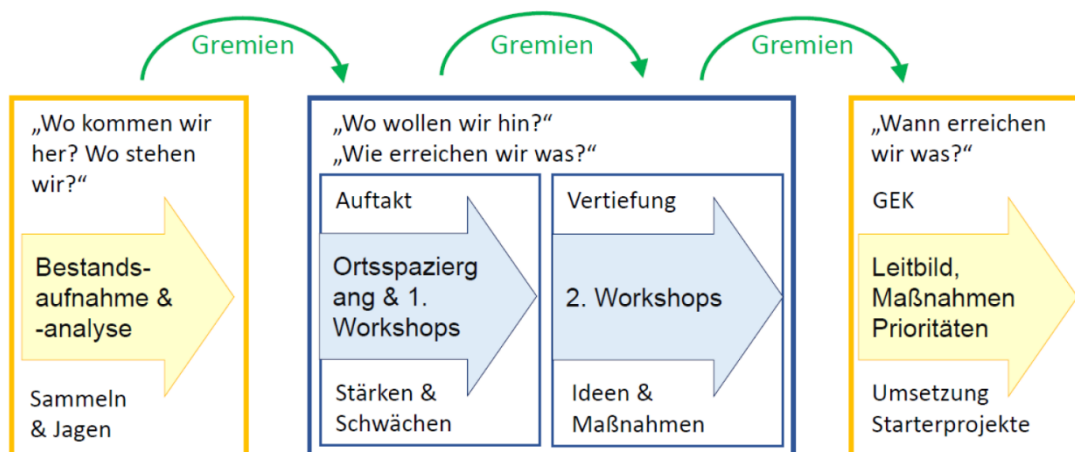 Gremien
Gremien
Gremien
„Wo kommen wir
her? Wo stehen
wir?“
Bestands-
aufnahme &
-analyse
Sammeln
& Jagen
„Wo wollen wir hin?“
„Wie erreichen wir was?“
Auftakt
Ortsspazierg
ang & 1.
Workshops
Stärken &
Schwächen
Vertiefung
2. Workshops
Ideen &
Maßnahmen
„Wann erreichen
wir was?“
GEK
Leitbild,
Maßnahmen
Prioritäten
Umsetzung
Starterprojekte